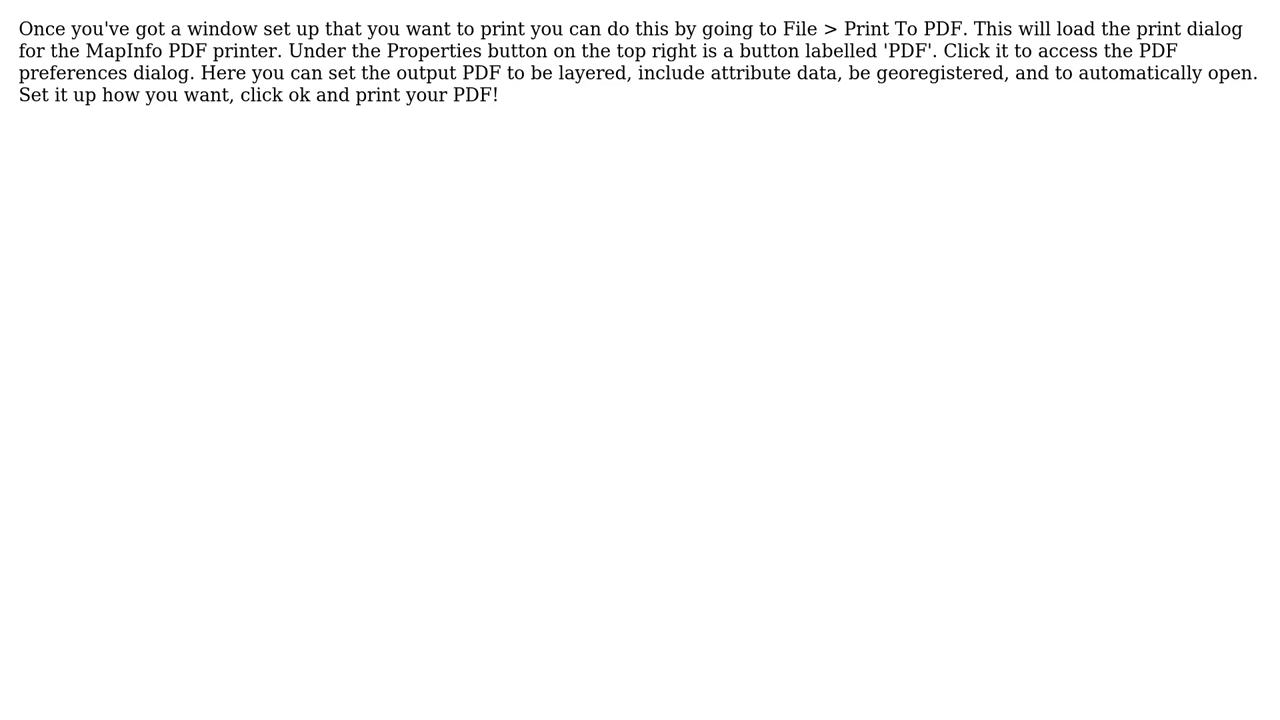 Once you've got a window set up that you want to print you can do this by going to File > Print To PDF. This will load the print dialog
for the MapInfo PDF printer. Under the Properties button on the top right is a button labelled 'PDF'. Click it to access the PDF
preferences dialog. Here you can set the output PDF to be layered, include attribute data, be georegistered, and to automatically open.
Set it up how you want, click ok and print your PDF!